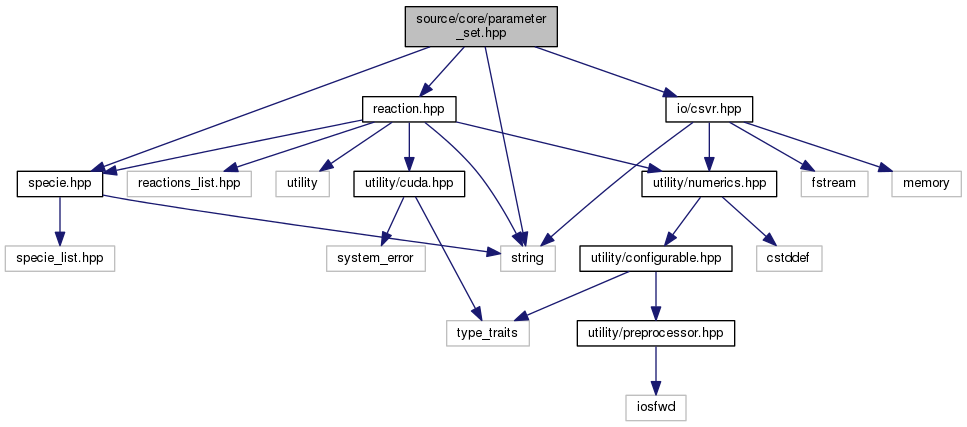 source/core/parameter
_set.hpp
reaction.hpp
io/csvr.hpp
specie.hpp
reactions_list.hpp
utility
utility/cuda.hpp
utility/numerics.hpp
fstream
memory
specie_list.hpp
system_error
string
utility/configurable.hpp
cstddef
type_traits
utility/preprocessor.hpp
iosfwd